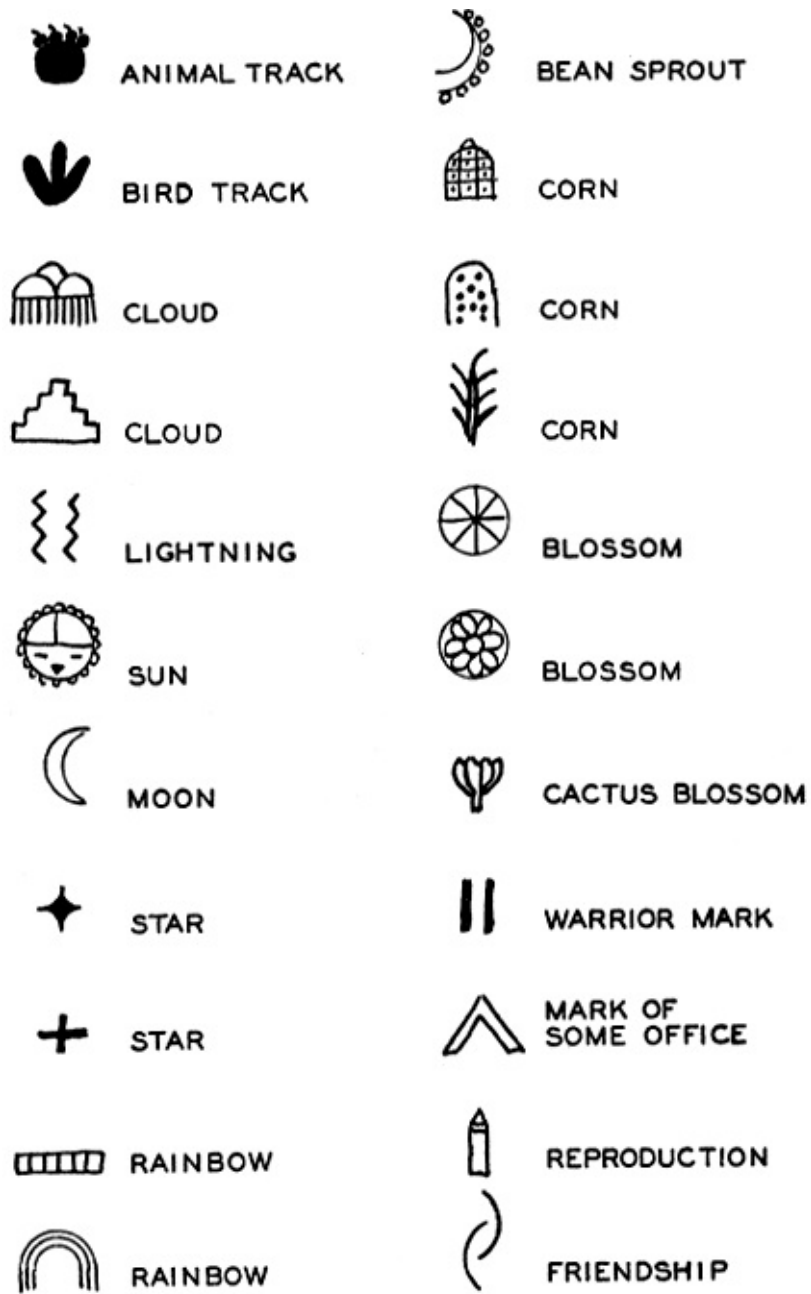 ANIMAL TRACK
BIRD TRACK
CLOUD
CLOUD
LIGHTNING
SUN
MOON
STAR
STAR
RAINBOW
RAINBOW
BEAN SPROUT
CORN
CORN
CORN
BLOSSOM
BLOSSOM
CACTUS BLOSSOM
WARRIOR MARK
MARK OF
SOME OFFICE
REPRODUCTION
FRIENDSHIP